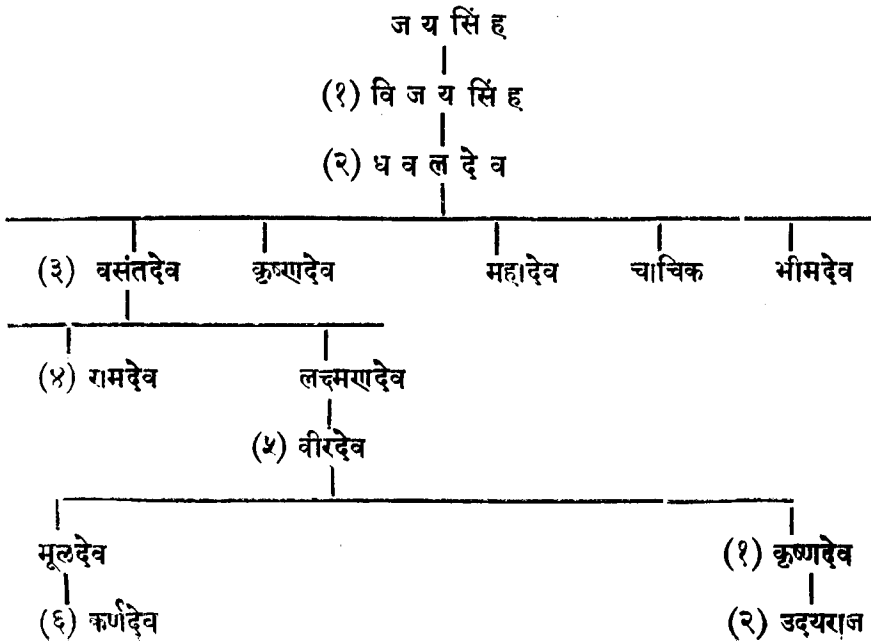 ज य सिं ह
(१) वि ज य सिं ह
(२) ध व ल दे व
(३) वसंतदेव कृष्णदेव महादेव चाचिक भीमदेव
(४) रामदेव लक्ष्मणदेव
(५) वीरदेव
मूलदेव (१) कृष्णदेव
(६) कर्णदेव (२) उदयराज